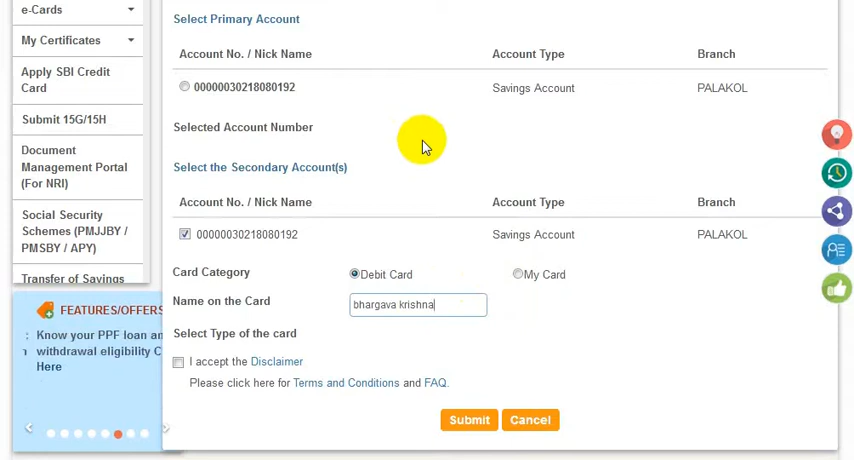 e-Cards
My Certificates
Apply SBI Credit
Card
Submit 15G/15H
Document
Management Portal
(For NRI)
Social Security
Schemes (PMJJBY /
PMSBY / APY)
Transfer of Savings
FEATURES/OFFERS
Know your PPF loan an
withdrawal eligibility C
Here
Select Primary Account
Account No. / Nick Name Account Type Branch
00000030218080192 Savings Account PALAKOL
Selected Account Number
Select the Secondary Account(s)
Account No. / Nick Name Account Type Branch
00000030218080192 Savings Account PALAKOL
Card Category Debit Card My Card
Name on the Card bhargava krishna
Select Type of the card
I accept the Disclaimer
Please click here for Terms and Conditions and FAQ.
Submit Cancel